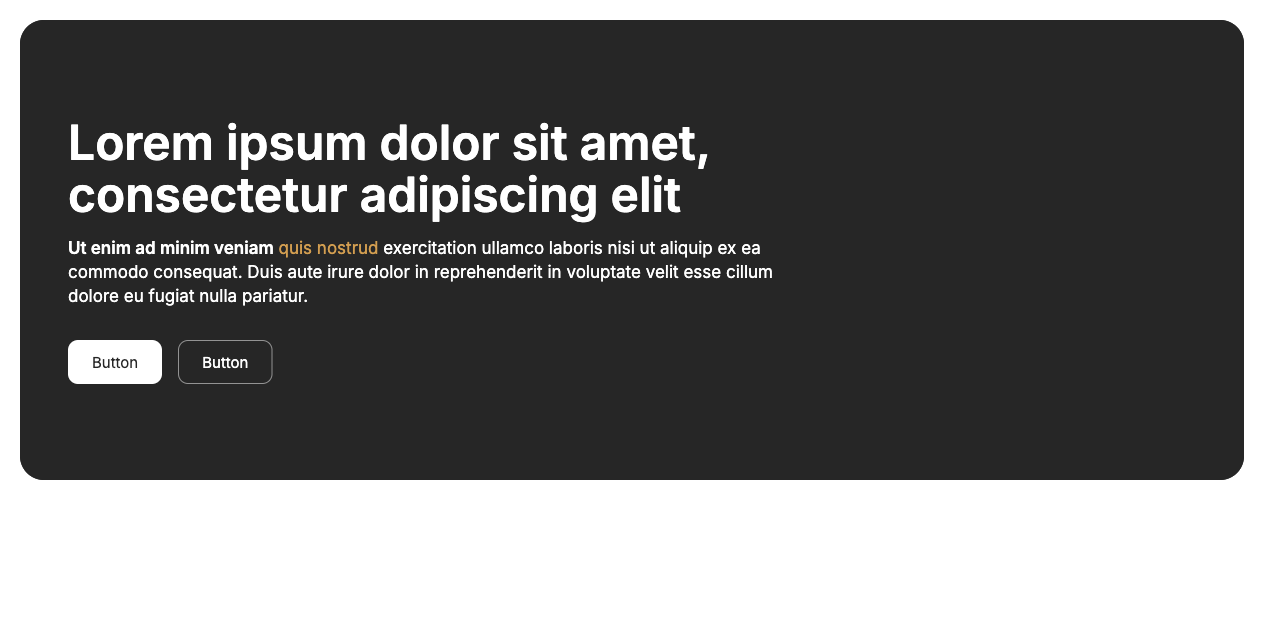 Lorem ipsum dolor sit amet,
consectetur adipiscing elit
Ut enim ad minim veniam quis nostrud exercitation ullamco laboris nisi ut aliquip ex ea
commodo consequat. Duis aute irure dolor in reprehenderit in voluptate velit esse cillum
dolore eu fugiat nulla pariatur.
Button
Button